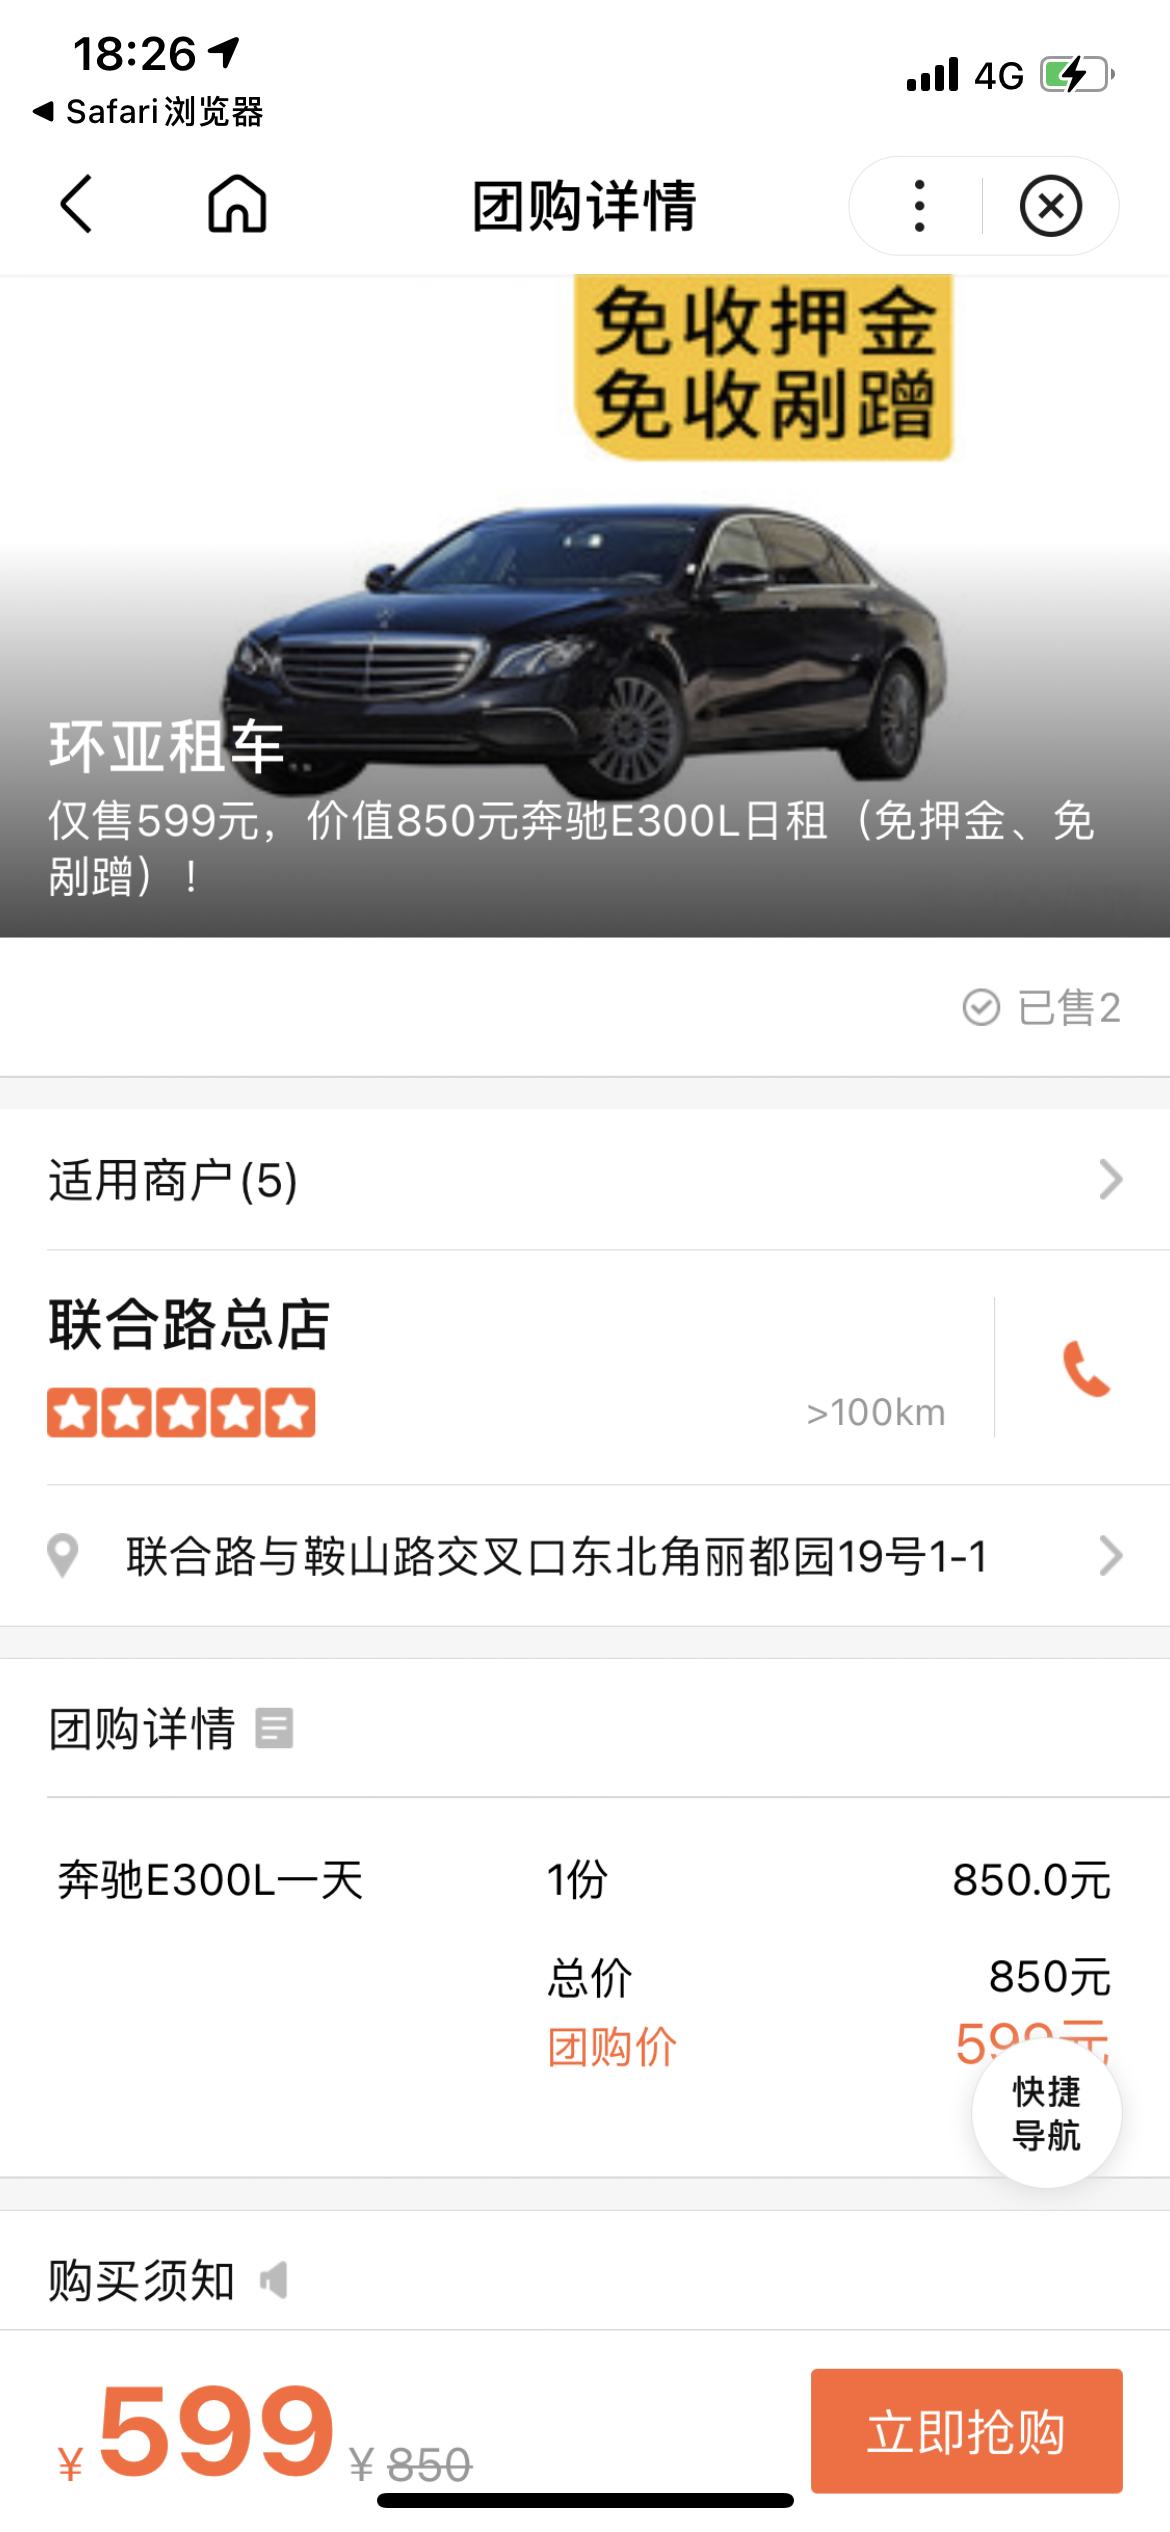 18:26
4G
Safari浏览器
团购详情
免收押金
免收剐蹭
环亚租车
仅售599元，价值850元奔驰E300L日租（免押金、免
剐蹭）！
已售2
适用商户(5)
联合路总店
>100km
联合路与鞍山路交叉口东北角丽都园19号1-1
团购详情
奔驰E300L一天 1份 850.0元
总价 850元
团购价 599元
快捷
导航
购买须知
¥599 ¥850 立即抢购